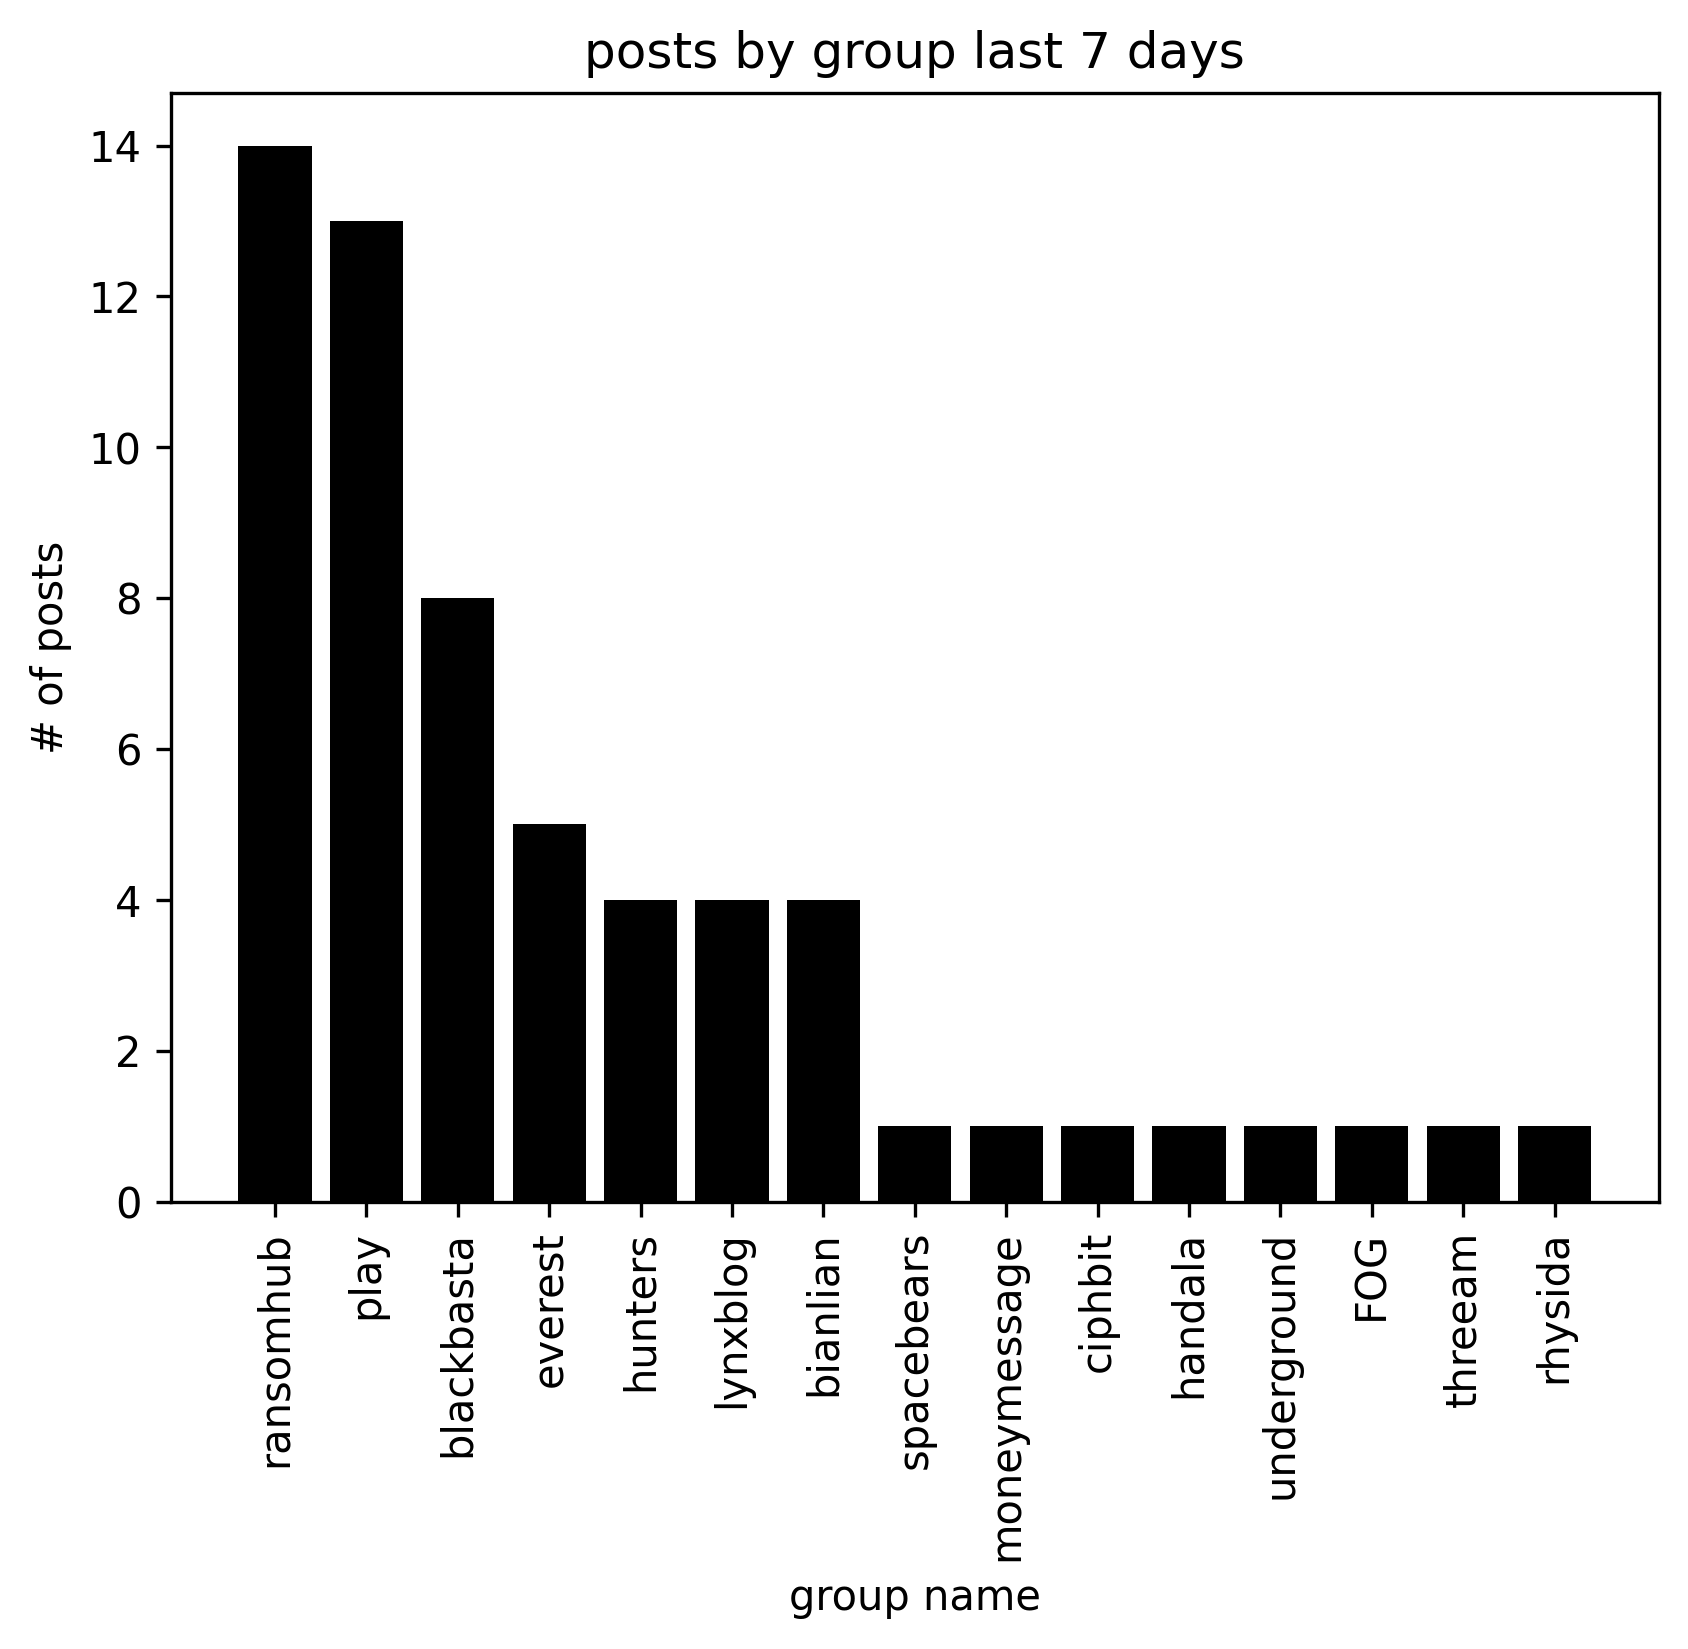 posts by group last 7 days
14
12
10
8
6
4
2
0
# of posts
ransomhub
play
blackbasta
everest
hunters
lynxblog
bianlian
spacebears
moneymessage
ciphbit
handala
underground
FOG
threeam
rhysida
group name